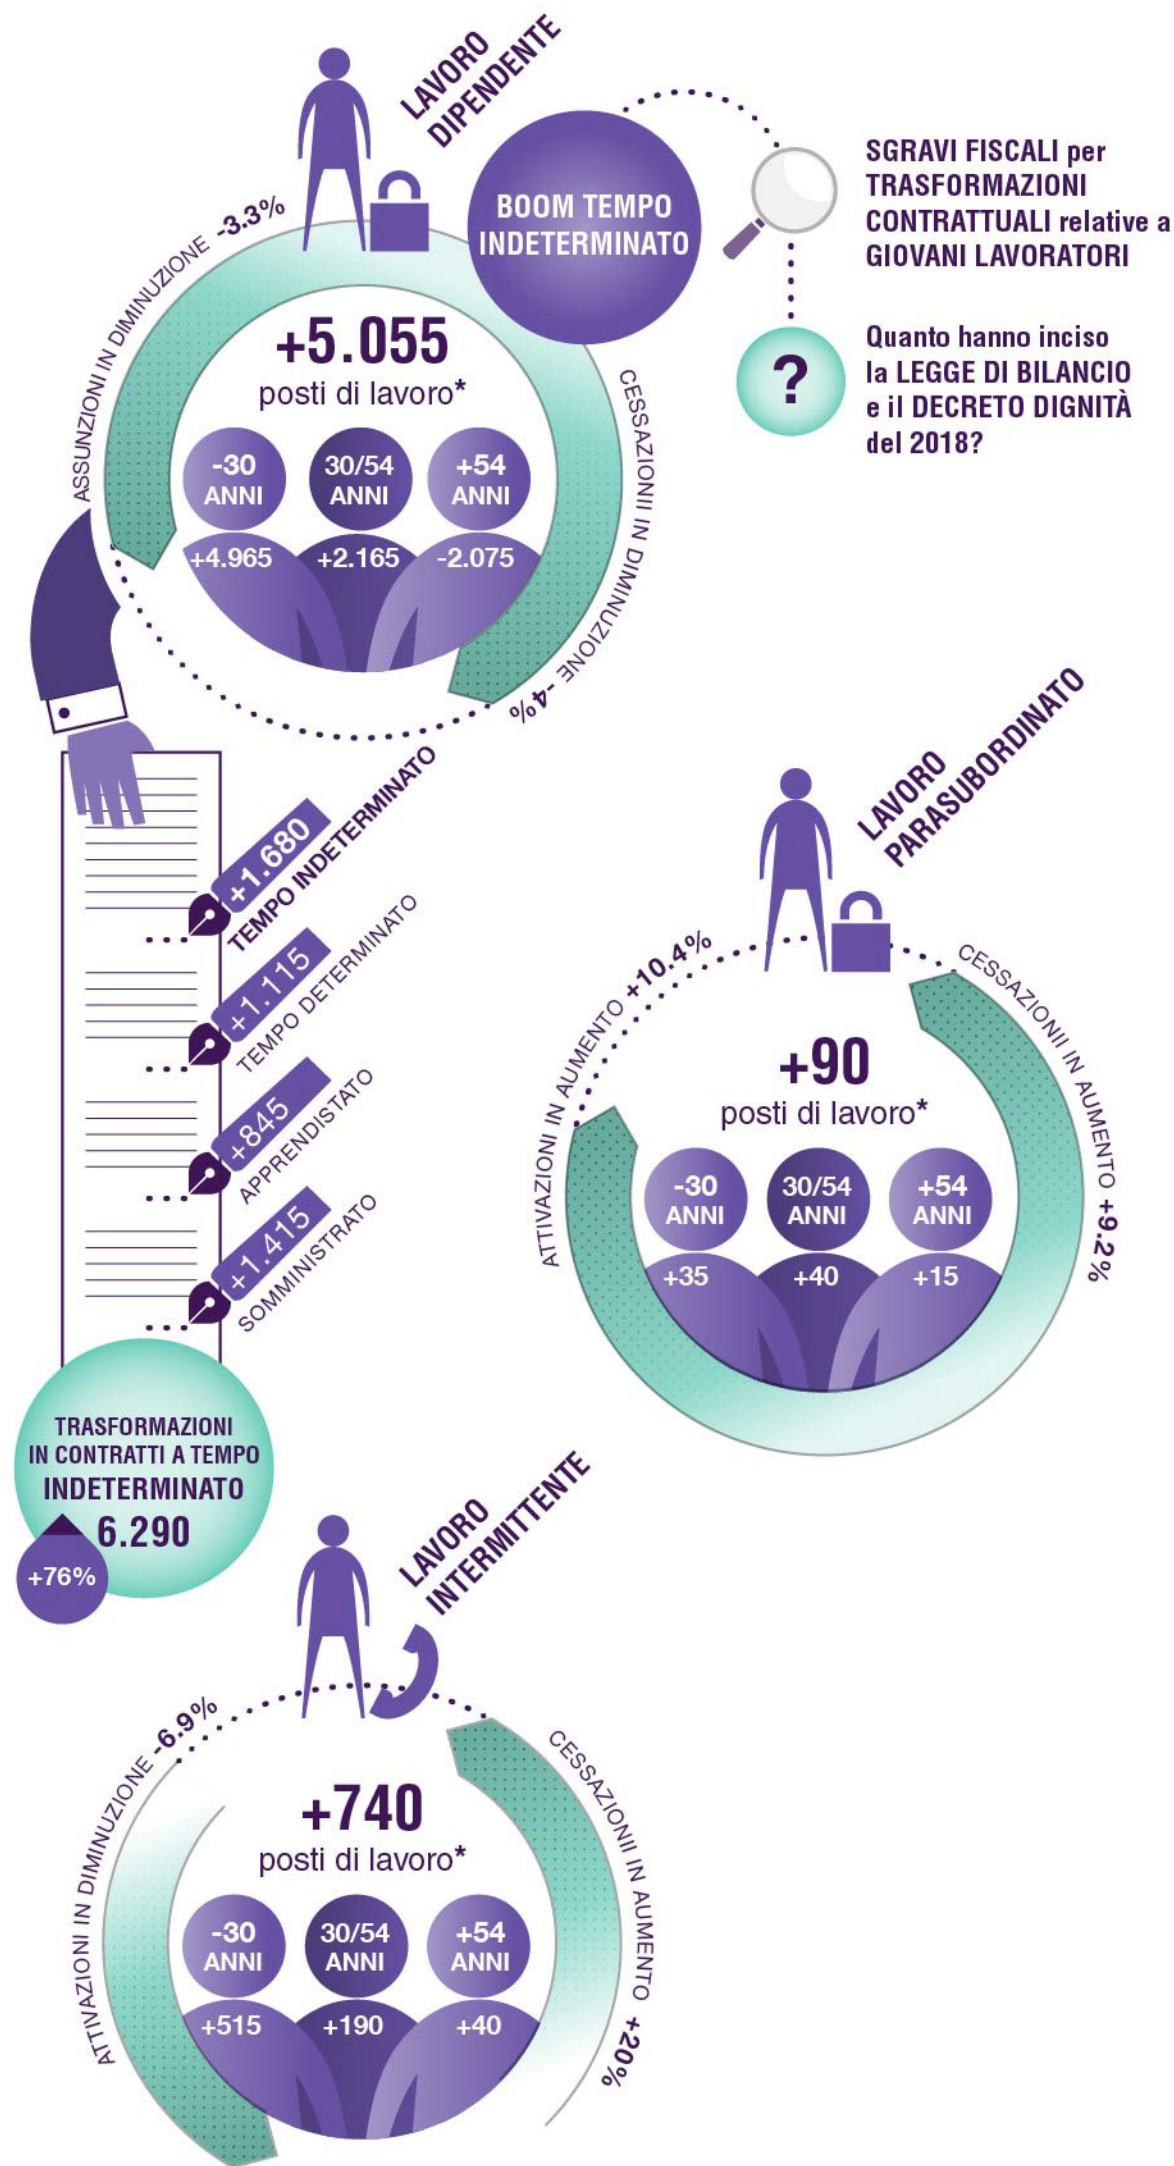 LAVORO
DIPENDENTE
BOOM TEMPO
INDETERMINATO
SGRAVI FISCALI per
TRASFORMAZIONI
CONTRATTUALI relative a
GIOVANI LAVORATORI
?
Quanto hanno inciso
la LEGGE DI BILANCIO
e il DECRETO DIGNITÀ
del 2018?
ASSUNZIONI IN DIMINUZIONE -3.3%
CESSAZIONII IN DIMINUZIONE -4%
+5.055
posti di lavoro*
-30
ANNI
30/54
ANNI
+54
ANNI
+4.965
+2.165
-2.075
+1.680
TEMPO INDETERMINATO
+1.115
TEMPO DETERMINATO
+845
APPRENDISTATO
+1.415
SOMMINISTRATO
TRASFORMAZIONI
IN CONTRATTI A TEMPO
INDETERMINATO
6.290
+76%
LAVORO
PARASUBORDINATO
ATTIVAZIONI IN AUMENTO +10.4%
CESSAZIONII IN AUMENTO +9.2%
+90
posti di lavoro*
-30
ANNI
30/54
ANNI
+54
ANNI
+35
+40
+15
LAVORO
INTERMITTENTE
ATTIVAZIONI IN DIMINUZIONE -6.9%
CESSAZIONII IN AUMENTO +20%
+740
posti di lavoro*
-30
ANNI
30/54
ANNI
+54
ANNI
+515
+190
+40